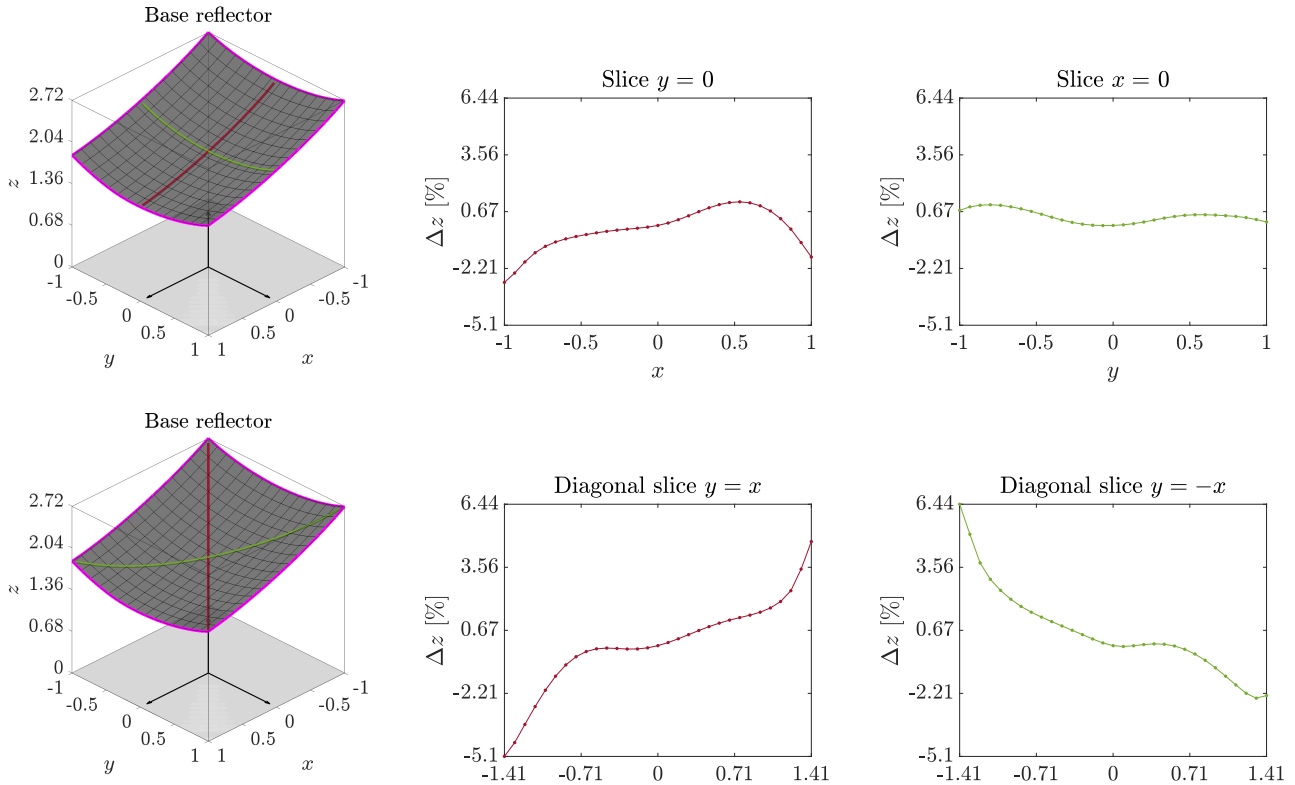 Base reflector
z
2.72
2.04
1.36
0.68
0
-1
-0.5
0
0.5
1
y
1
0.5
0
-0.5
-1
x
Slice y = 0
Δz [%]
6.44
3.56
0.67
-2.21
-5.1
-1 -0.5 0 0.5 1
x
Slice x = 0
Δz [%]
6.44
3.56
0.67
-2.21
-5.1
-1 -0.5 0 0.5 1
y
Base reflector
z
2.72
2.04
1.36
0.68
0
-1
-0.5
0
0.5
1
y
1
0.5
0
-0.5
-1
x
Diagonal slice y = x
Δz [%]
6.44
3.56
0.67
-2.21
-5.1
-1.41 -0.71 0 0.71 1.41
Diagonal slice y = −x
Δz [%]
6.44
3.56
0.67
-2.21
-5.1
-1.41 -0.71 0 0.71 1.41